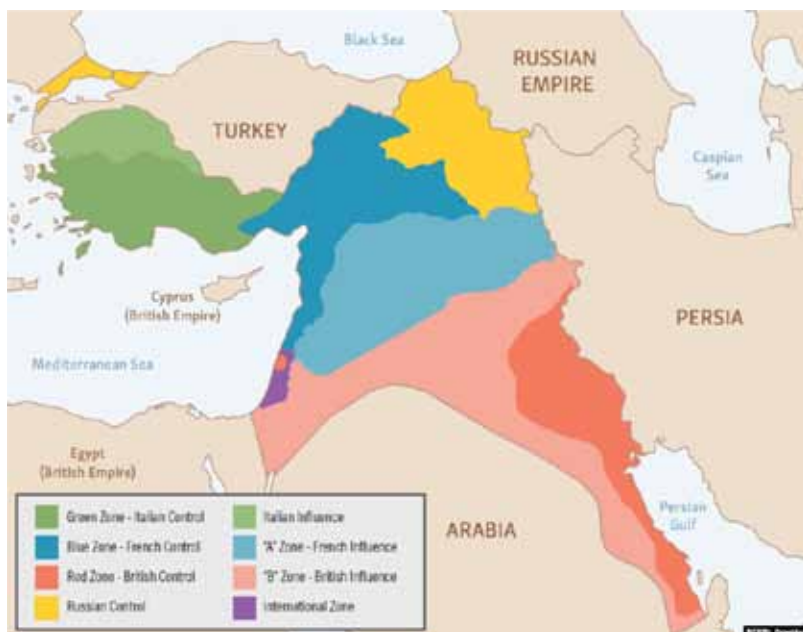 Black Sea
RUSSIAN
EMPIRE
TURKEY
Caspian
Sea
Cyprus
(British Empire)
PERSIA
Mediterranean Sea
Egypt
(British Empire)
Green Zone - Italian Control
Italian Influence
Blue Zone - French Control
"A" Zone - French Influence
Red Zone - British Control
"B" Zone - British Influence
Russian Control
International Zone
ARABIA
Persian
Gulf